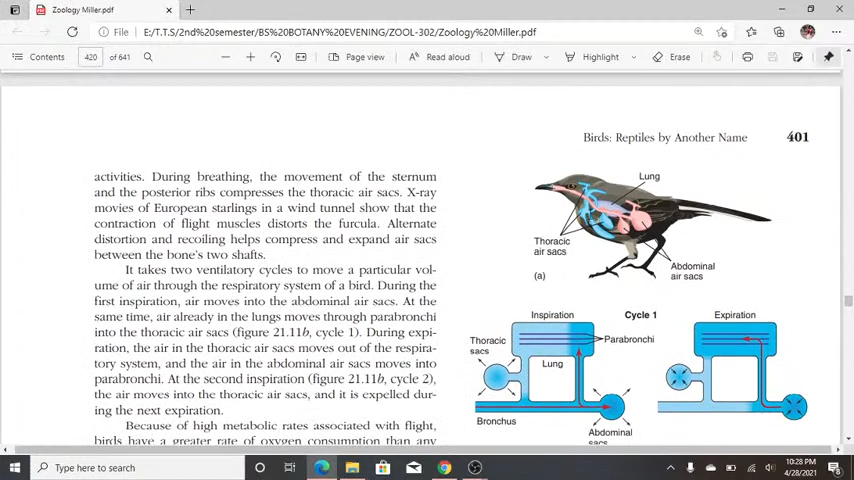 Zoology Miller.pdf
File
E:/T.T.S/2nd%20semester/BS%20BOTANY%20EVENING/ZOOL-302/Zoology%20Miller.pdf
Contents
420 of 641
Page view
Read aloud
Draw
Highlight
Erase
Birds: Reptiles by Another Name 401
activities. During breathing, the movement of the sternum
and the posterior ribs compresses the thoracic air sacs. X-ray
movies of European starlings in a wind tunnel show that the
contraction of flight muscles distorts the furcula. Alternate
distortion and recoiling helps compress and expand air sacs
between the bone's two shafts.
It takes two ventilatory cycles to move a particular vol-
ume of air through the respiratory system of a bird. During the
first inspiration, air moves into the abdominal air sacs. At the
same time, air already in the lungs moves through parabronchi
into the thoracic air sacs (figure 21.11b, cycle 1). During expi-
ration, the air in the thoracic air sacs moves out of the respira-
tory system, and the air in the abdominal air sacs moves into
parabronchi. At the second inspiration (figure 21.11b, cycle 2),
the air moves into the thoracic air sacs, and it is expelled dur-
ing the next expiration.
Because of high metabolic rates associated with flight,
birds have a greater rate of oxygen consumption than any
Lung
Thoracic
air sacs
Abdominal
air sacs
(a)
Inspiration
Cycle 1
Expiration
Thoracic
sacs
Parabronchi
Lung
Bronchus
Abdominal
sacs
Type here to search
10:28 PM
4/28/2021